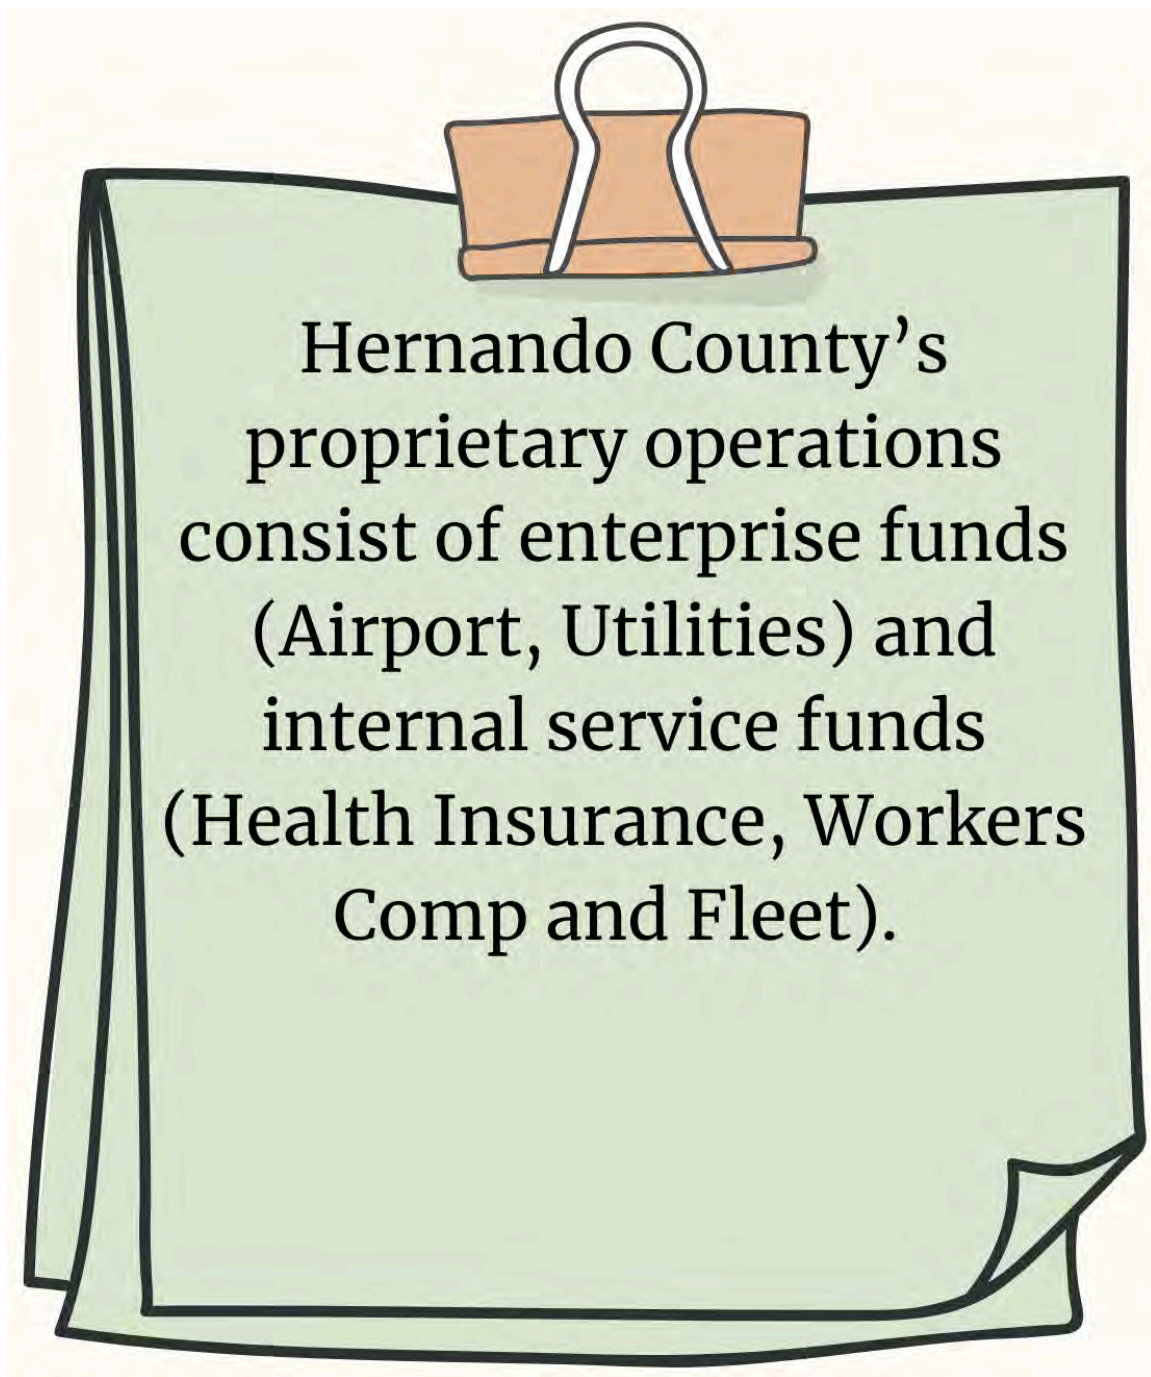 Hernando County’s
proprietary operations
consist of enterprise funds
(Airport, Utilities) and
internal service funds
(Health Insurance, Workers
Comp and Fleet).